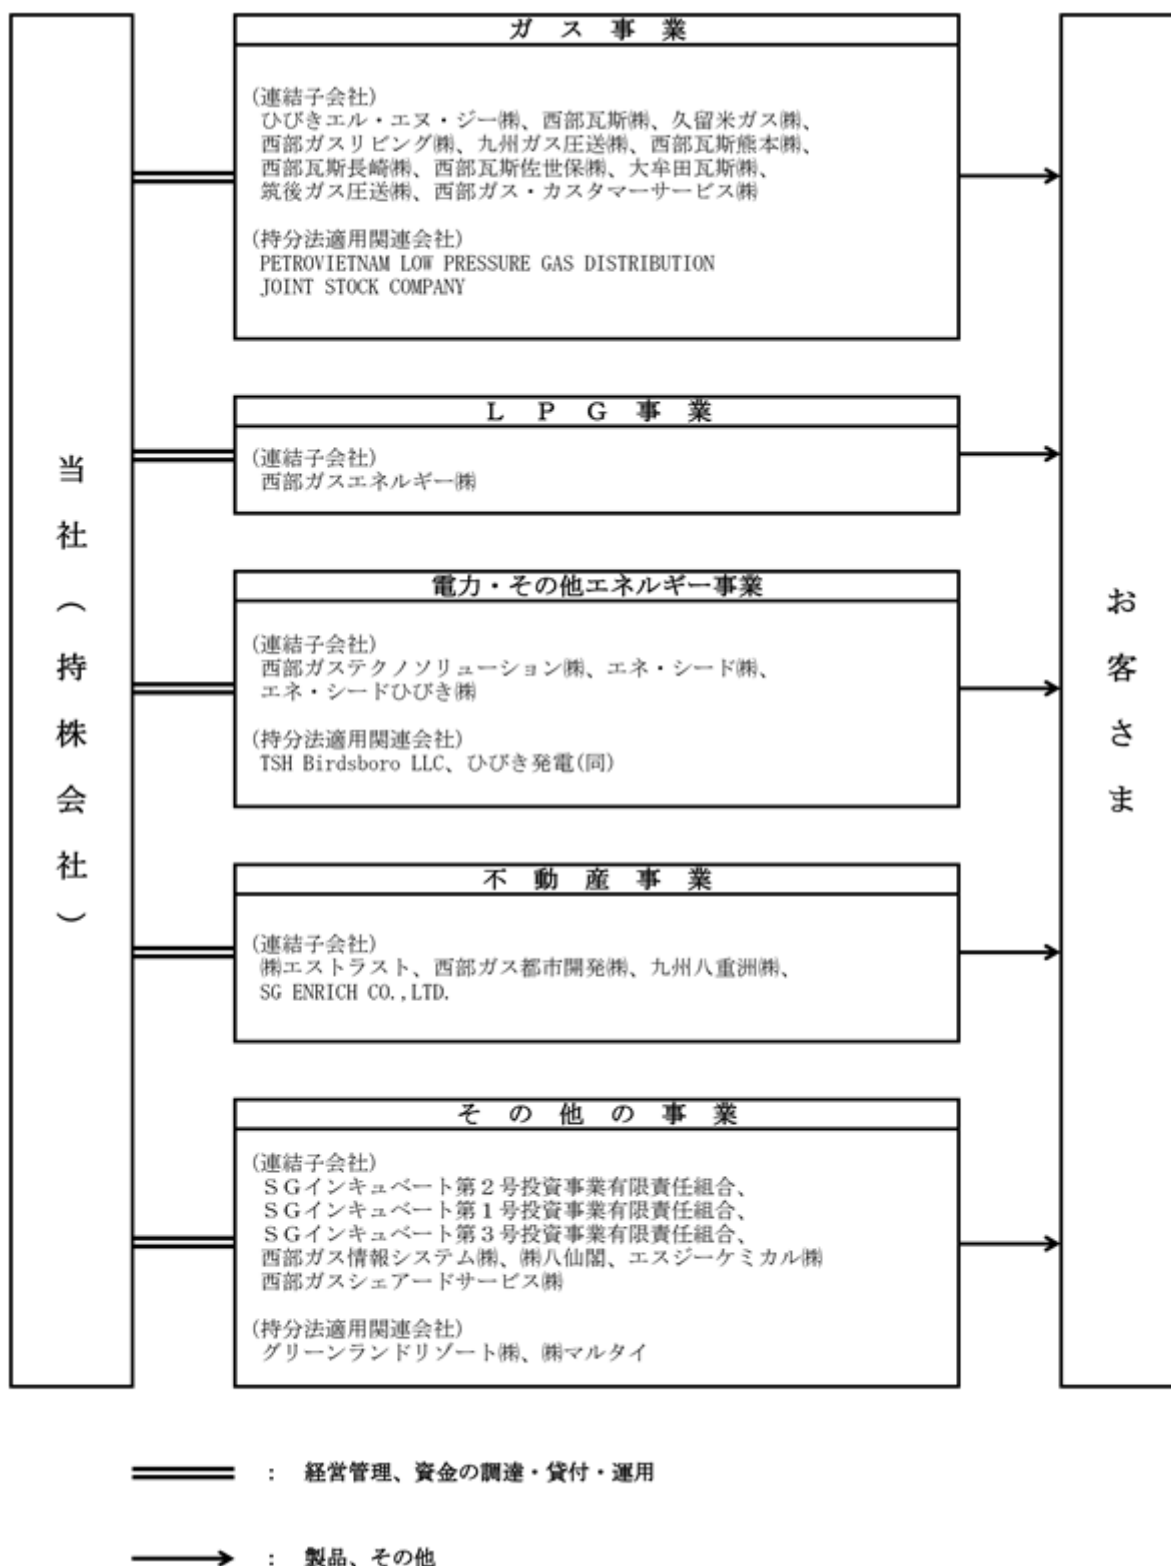 当社（持株会社）
ガス事業
(連結子会社)
ひびきエル・エヌ・ジー㈱、西部瓦斯㈱、久留米ガス㈱、
西部ガスリビング㈱、九州ガス圧送㈱、西部瓦斯熊本㈱、
西部瓦斯長崎㈱、西部瓦斯佐世保㈱、大牟田瓦斯㈱、
筑後ガス圧送㈱、西部ガス・カスタマーサービス㈱
(持分法適用関連会社)
PETROVIETNAM LOW PRESSURE GAS DISTRIBUTION
JOINT STOCK COMPANY
ＬＰＧ事業
(連結子会社)
西部ガスエネルギー㈱
電力・その他エネルギー事業
(連結子会社)
西部ガステクノソリューション㈱、エネ・シード㈱、
エネ・シードひびき㈱
(持分法適用関連会社)
TSH Birdsboro LLC、ひびき発電(同)
不動産事業
(連結子会社)
㈱エストラスト、西部ガス都市開発㈱、九州八重洲㈱、
SG ENRICH CO.,LTD.
その他の事業
(連結子会社)
ＳＧインキュベート第２号投資事業有限責任組合、
ＳＧインキュベート第１号投資事業有限責任組合、
ＳＧインキュベート第３号投資事業有限責任組合、
西部ガス情報システム㈱、㈱八仙閣、エスジーケミカル㈱
西部ガスシェアードサービス㈱
(持分法適用関連会社)
グリーンランドリゾート㈱、㈱マルタイ
お客さま
： 経営管理、資金の調達・貸付・運用
： 製品、その他